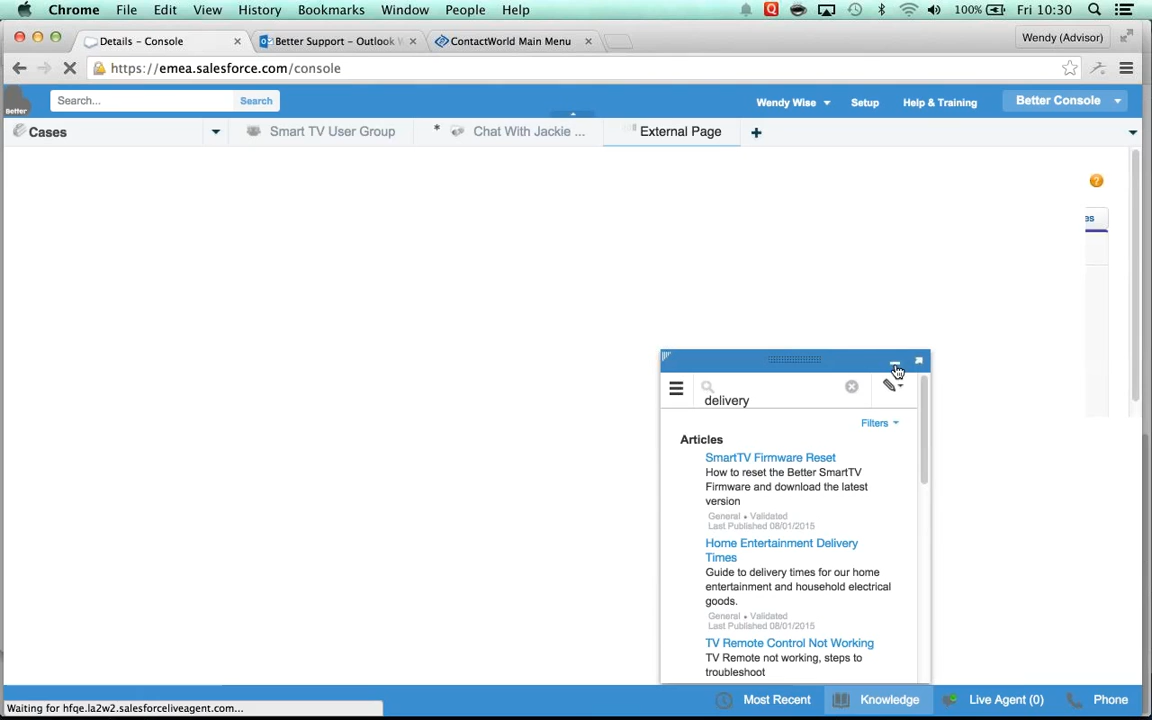 Chrome File Edit View History Bookmarks Window People Help 100% Fri 10:30
Details – Console Better Support – Outlook W ContactWorld Main Menu Wendy (Advisor)
https://emea.salesforce.com/console
Better Search... Search Wendy Wise Setup Help & Training Better Console
Cases Smart TV User Group * Chat With Jackie ... External Page
es
delivery
Filters
Articles
SmartTV Firmware Reset
How to reset the Better SmartTV
Firmware and download the latest
version
General • Validated
Last Published 08/01/2015
Home Entertainment Delivery
Times
Guide to delivery times for our home
entertainment and household electrical
goods.
General • Validated
Last Published 08/01/2015
TV Remote Control Not Working
TV Remote not working, steps to
troubleshoot
Most Recent Knowledge Live Agent (0) Phone
Waiting for hfqe.la2w2.salesforceliveagent.com...